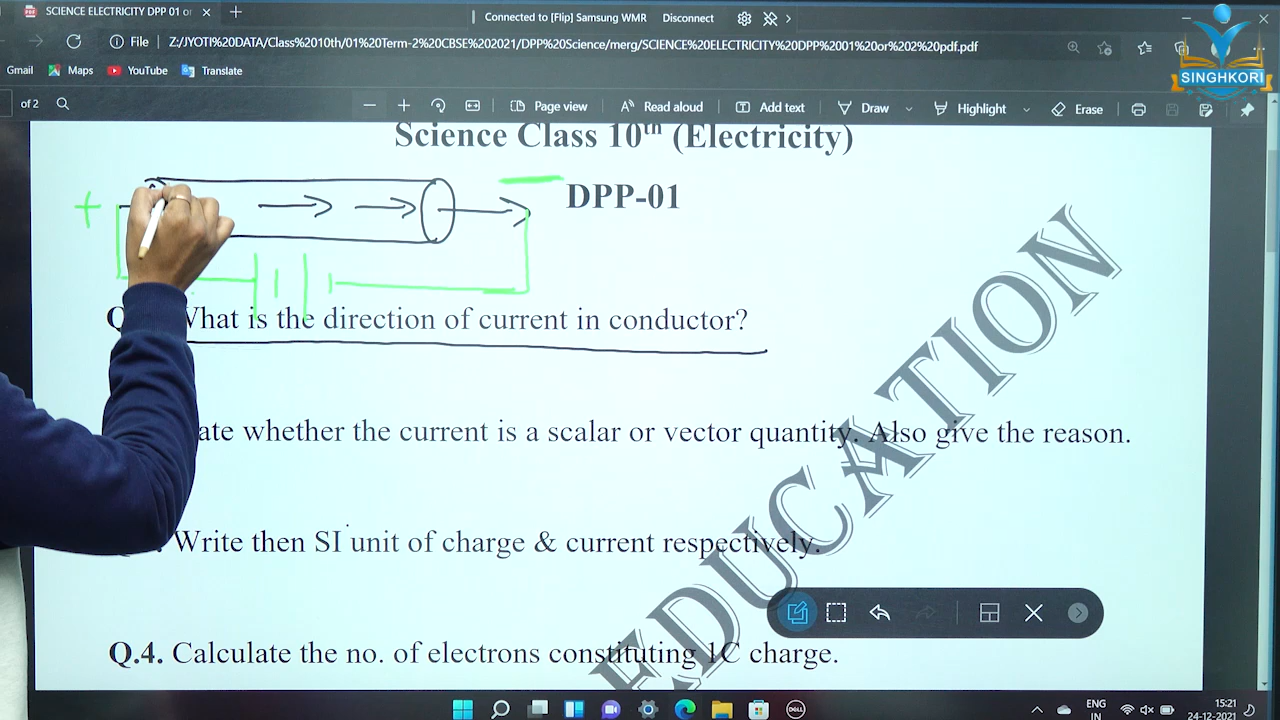 SCIENCE ELECTRICITY DPP 01 or
Connected to [Flip] Samsung WMR Disconnect
File Z:/JYOTI%20DATA/Class%2010th/01%20Term-2%20CBSE%202021/DPP%20Science/merg/SCIENCE%20ELECTRICITY%20DPP%2001%20or%202%20pdf.pdf
Gmail Maps YouTube Translate
SINGHKORI
of 2 Page view Read aloud Add text Draw Highlight Erase
Science Class 10th (Electricity)
+ −
DPP-01
Q What is the direction of current in conductor?
ate whether the current is a scalar or vector quantity. Also give the reason.
Write then SI unit of charge & current respectively.
Q.4. Calculate the no. of electrons constituting 1C charge.
EDUCATION
DELL
ENG
IN
15:21
24-12-2021